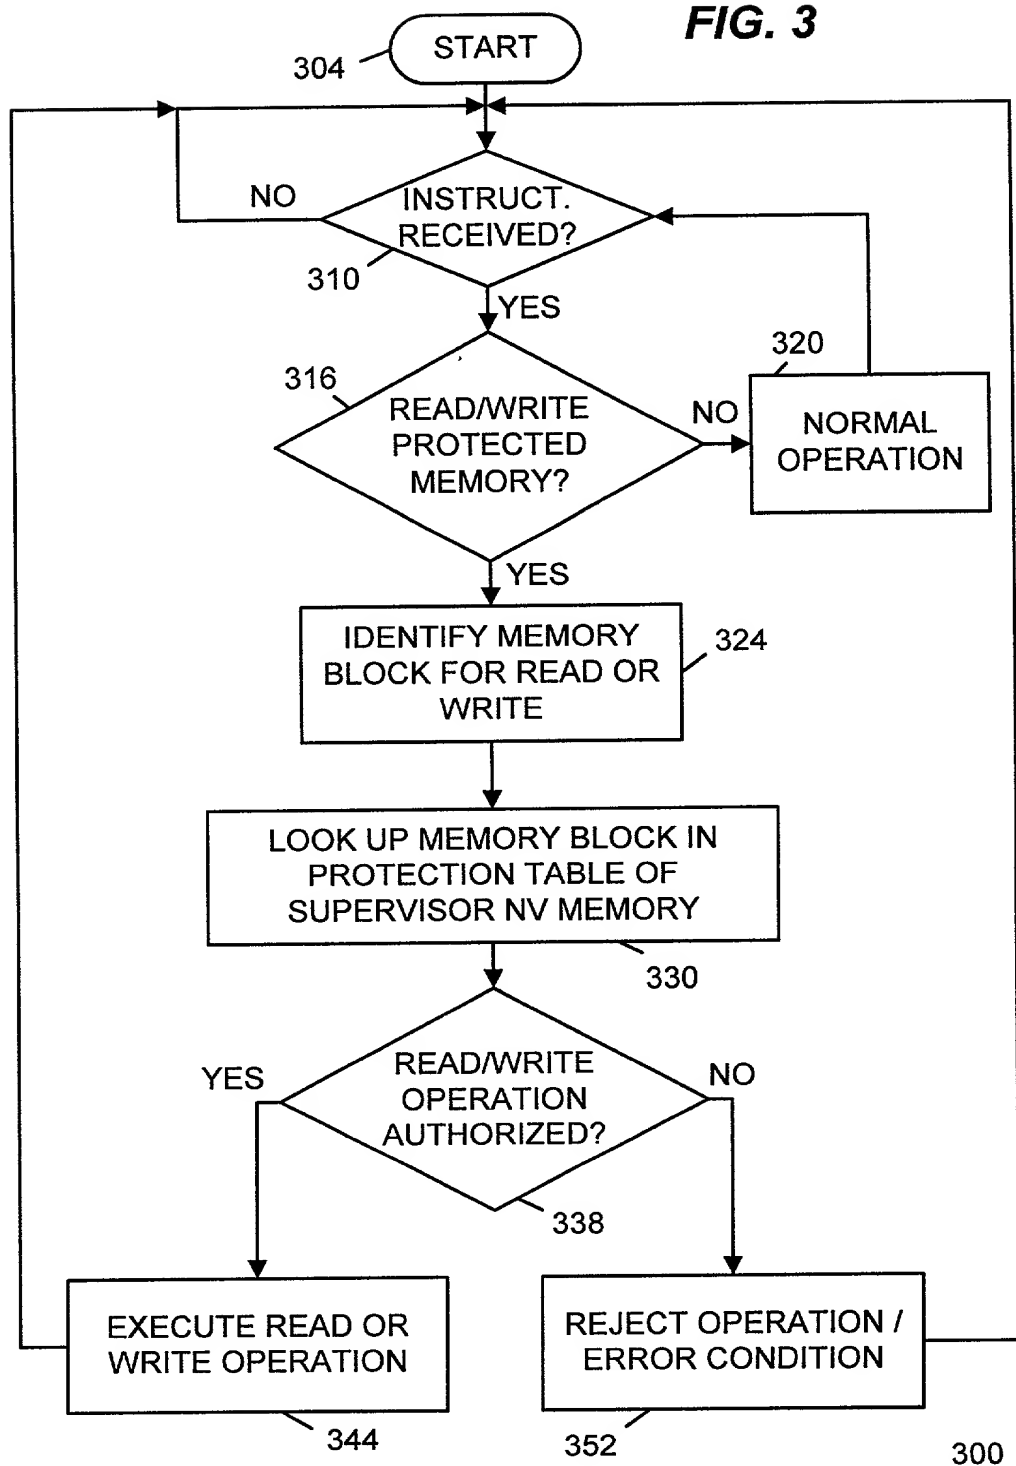 FIG. 3
START
304
NO
INSTRUCT.
RECEIVED?
310
YES
320
316
READ/WRITE
PROTECTED
MEMORY?
NO
NORMAL
OPERATION
YES
IDENTIFY MEMORY
BLOCK FOR READ OR
WRITE
324
LOOK UP MEMORY BLOCK IN
PROTECTION TABLE OF
SUPERVISOR NV MEMORY
330
YES
READ/WRITE
OPERATION
AUTHORIZED?
NO
338
EXECUTE READ OR
WRITE OPERATION
REJECT OPERATION /
ERROR CONDITION
344
352
300